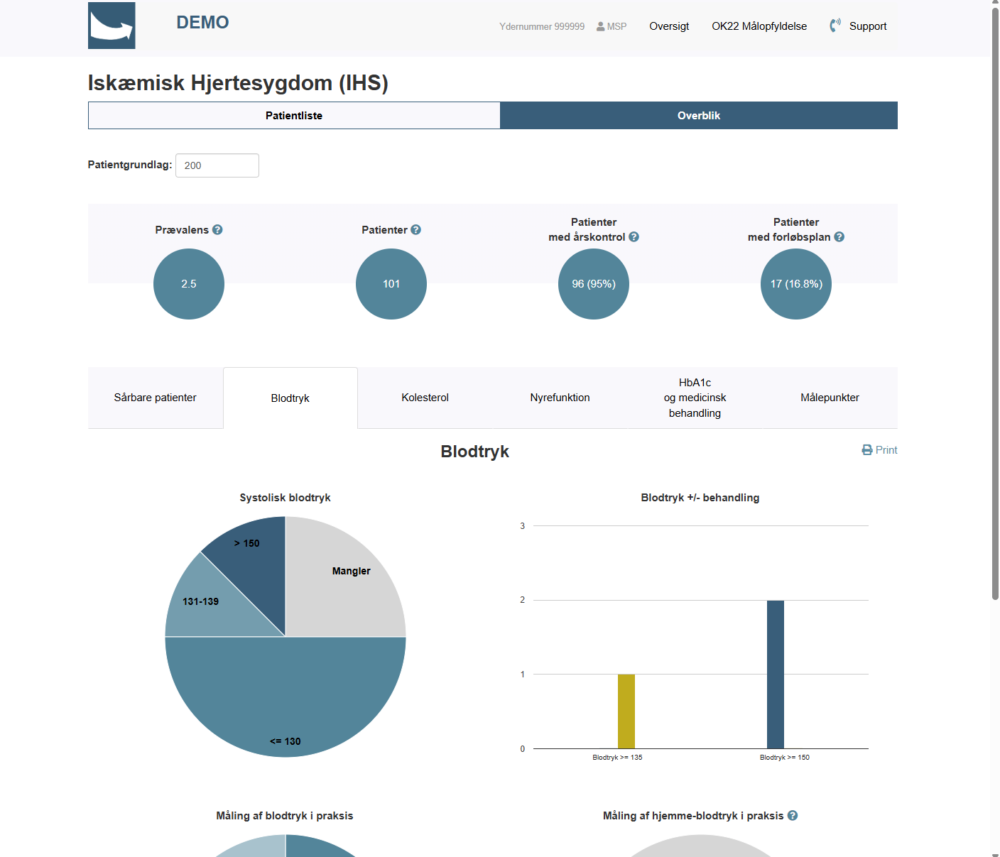 DEMO
Ydernummer 999999 MSP Oversigt OK22 Målopfyldelse Support
Iskæmisk Hjertesygdom (IHS)
Patientliste Overblik
Patientgrundlag: 200
Prævalens
Patienter
Patienter
med årskontrol
Patienter
med forløbsplan
2.5
101
96 (95%)
17 (16.8%)
Sårbare patienter
Blodtryk
Kolesterol
Nyrefunktion
HbA1c
og medicinsk
behandling
Målepunkter
Blodtryk
Print
Systolisk blodtryk
> 150
Mangler
131-139
<= 130
Blodtryk +/- behandling
3
2
1
0
Blodtryk >= 135
Blodtryk >= 150
Måling af blodtryk i praksis
Måling af hjemme-blodtryk i praksis